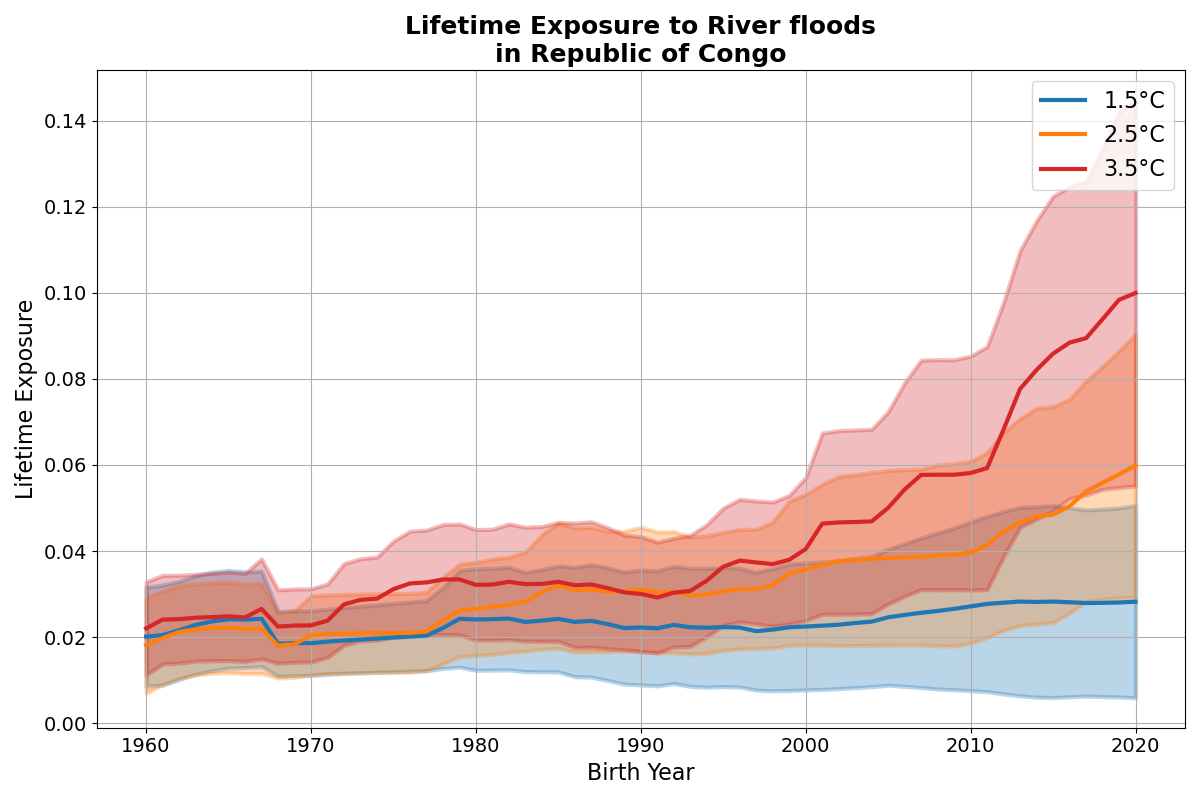 Lifetime Exposure to River floods
in Republic of Congo
Lifetime Exposure
0.14
0.12
0.10
0.08
0.06
0.04
0.02
0.00
1.5°C
2.5°C
3.5°C
1960 1970 1980 1990 2000 2010 2020
Birth Year